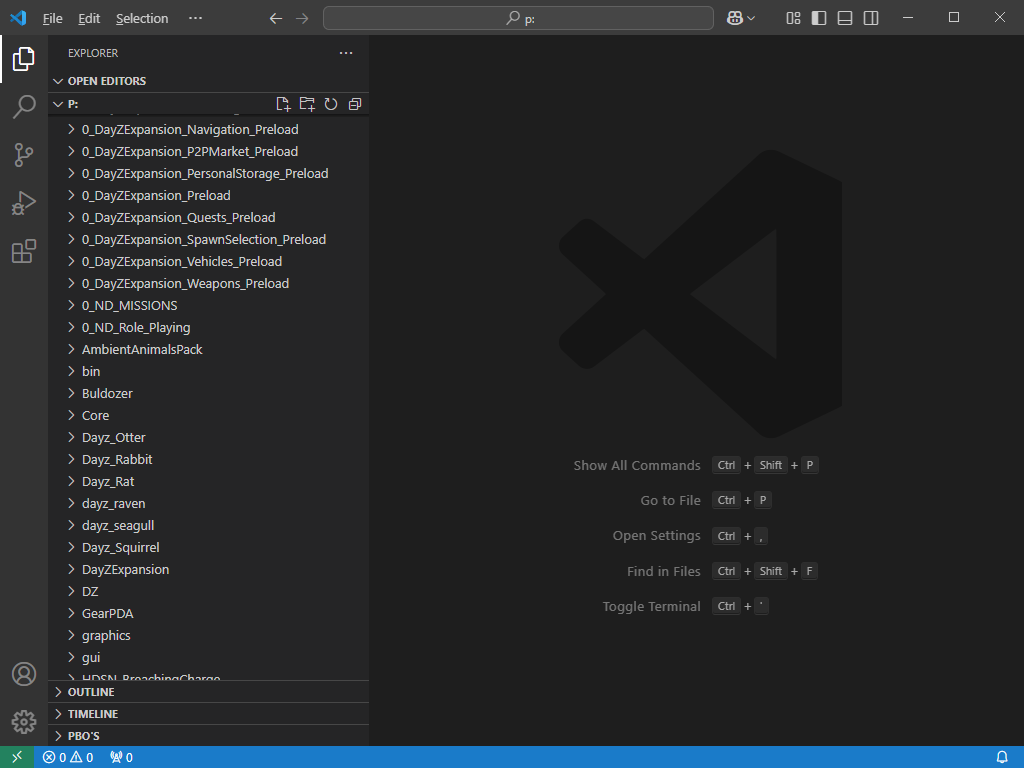 File Edit Selection ··· p:
EXPLORER ···
OPEN EDITORS
P:
0_DayZExpansion_Navigation_Preload
0_DayZExpansion_P2PMarket_Preload
0_DayZExpansion_PersonalStorage_Preload
0_DayZExpansion_Preload
0_DayZExpansion_Quests_Preload
0_DayZExpansion_SpawnSelection_Preload
0_DayZExpansion_Vehicles_Preload
0_DayZExpansion_Weapons_Preload
0_ND_MISSIONS
0_ND_Role_Playing
AmbientAnimalsPack
bin
Buldozer
Core
Dayz_Otter
Dayz_Rabbit
Dayz_Rat
dayz_raven
dayz_seagull
Dayz_Squirrel
DayZExpansion
DZ
GearPDA
graphics
gui
HDSN_BreachingCharge
OUTLINE
TIMELINE
PBO'S
Show All Commands Ctrl + Shift + P
Go to File Ctrl + P
Open Settings Ctrl + ,
Find in Files Ctrl + Shift + F
Toggle Terminal Ctrl + `
0 0 0